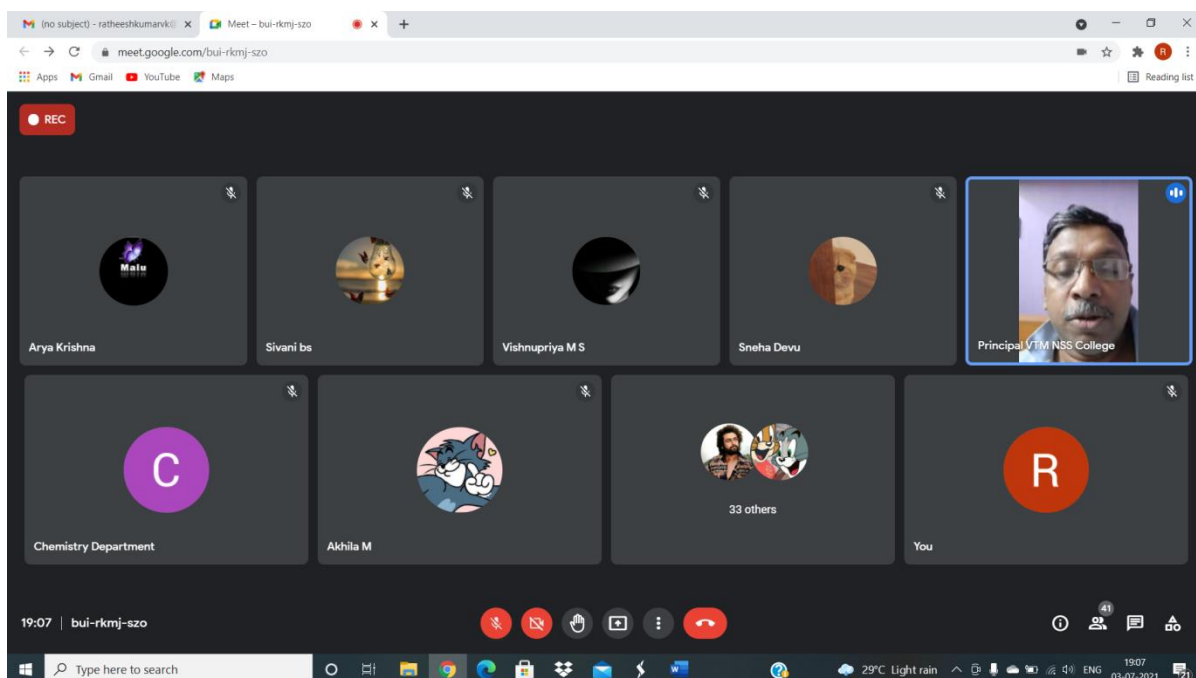 (no subject) - ratheeshkumarvk@
Meet – bui-rkmj-szo
meet.google.com/bui-rkmj-szo
R
Apps
Gmail
YouTube
Maps
Reading list
REC
Malu
Arya Krishna
Sivani bs
Vishnupriya M S
Sneha Devu
Principal VTM NSS College
C
33 others
R
Chemistry Department
Akhila M
You
19:07 | bui-rkmj-szo
41
Type here to search
W
29°C Light rain
ENG
19:07
03-07-2021
21